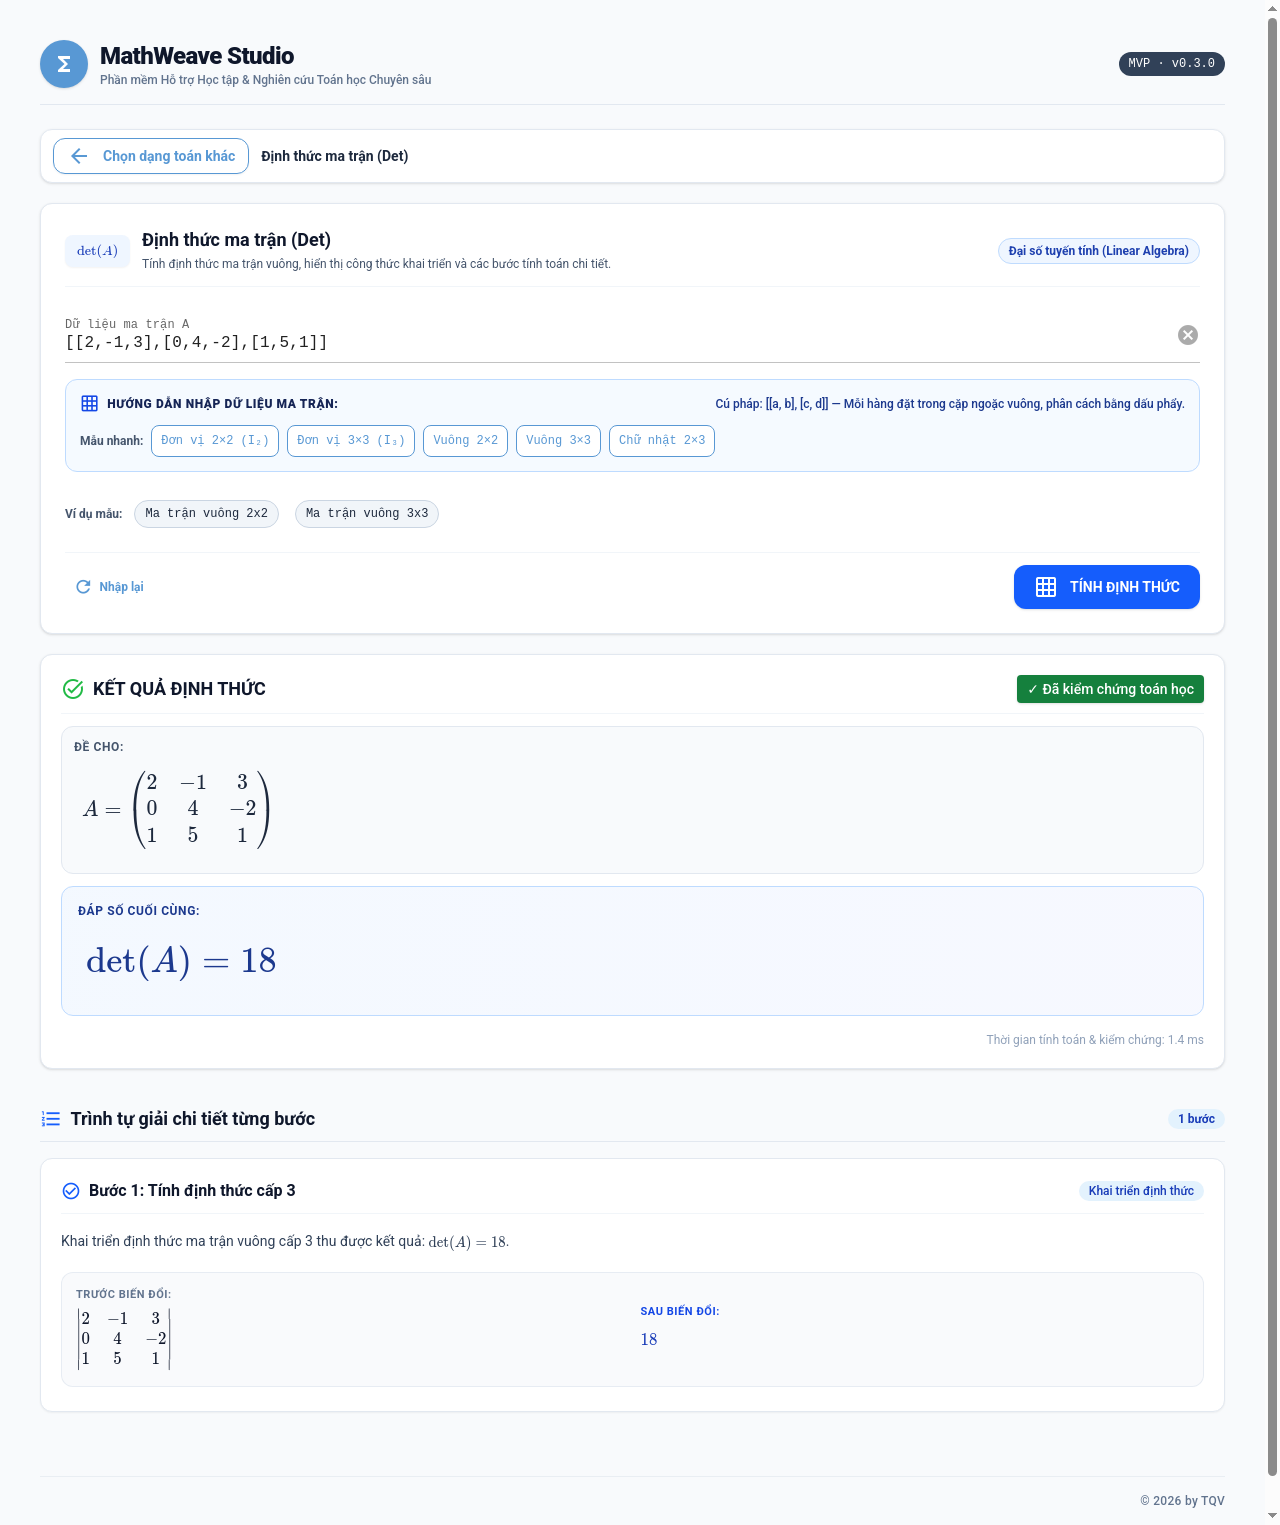 Σ
MathWeave Studio
Phần mềm Hỗ trợ Học tập & Nghiên cứu Toán học Chuyên sâu
MVP · v0.3.0
Chọn dạng toán khác
Định thức ma trận (Det)
det(A)
Định thức ma trận (Det)
Tính định thức ma trận vuông, hiển thị công thức khai triển và các bước tính toán chi tiết.
Đại số tuyến tính (Linear Algebra)
Dữ liệu ma trận A
[[2,-1,3],[0,4,-2],[1,5,1]]
HƯỚNG DẪN NHẬP DỮ LIỆU MA TRẬN:
Cú pháp: [[a, b], [c, d]] — Mỗi hàng đặt trong cặp ngoặc vuông, phân cách bằng dấu phẩy.
Mẫu nhanh: Đơn vị 2×2 (I₂) Đơn vị 3×3 (I₃) Vuông 2×2 Vuông 3×3 Chữ nhật 2×3
Ví dụ mẫu: Ma trận vuông 2x2 Ma trận vuông 3x3
Nhập lại
TÍNH ĐỊNH THỨC
KẾT QUẢ ĐỊNH THỨC
✓ Đã kiểm chứng toán học
ĐỀ CHO:
2 −1 3
A = 0 4 −2
1 5 1
ĐÁP SỐ CUỐI CÙNG:
det(A) = 18
Thời gian tính toán & kiểm chứng: 1.4 ms
Trình tự giải chi tiết từng bước
1 bước
Bước 1: Tính định thức cấp 3
Khai triển định thức
Khai triển định thức ma trận vuông cấp 3 thu được kết quả: det(A) = 18.
TRƯỚC BIẾN ĐỔI:
2 −1 3
0 4 −2
1 5 1
SAU BIẾN ĐỔI:
18
© 2026 by TQV